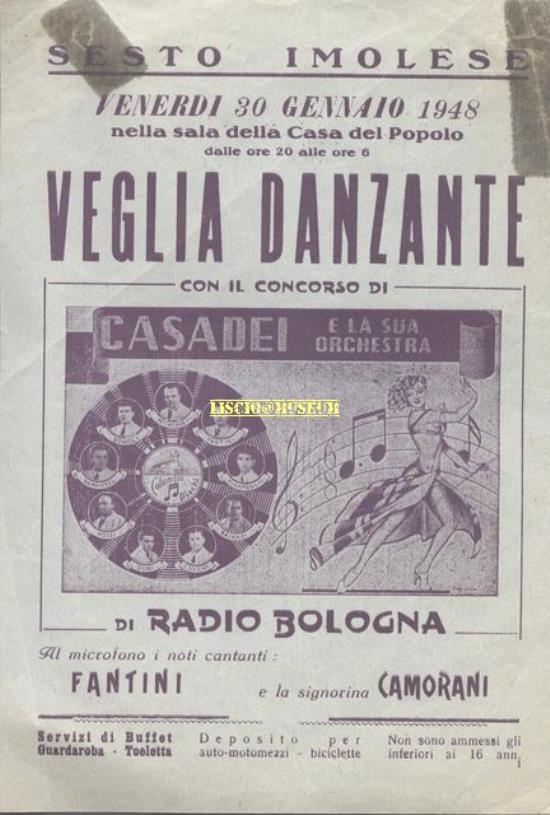 SESTO IMOLESE
VENERDI 30 GENNAIO 1948
nella sala della Casa del Popolo
dalle ore 20 alle ore 6
VEGLIA DANZANTE
CON IL CONCORSO DI
CASADEI E LA SUA
ORCHESTRA
LISCIO@MUSEUM
Columbia
Dischi
DI RADIO BOLOGNA
Al microfono i noti cantanti :
FANTINI e la signorina CAMORANI
Servizi di Buffet
Guardaroba - Toeletta
Deposito per
auto-motomezzi - biciclette
Non sono ammessi gli
inferiori ai 16 anni